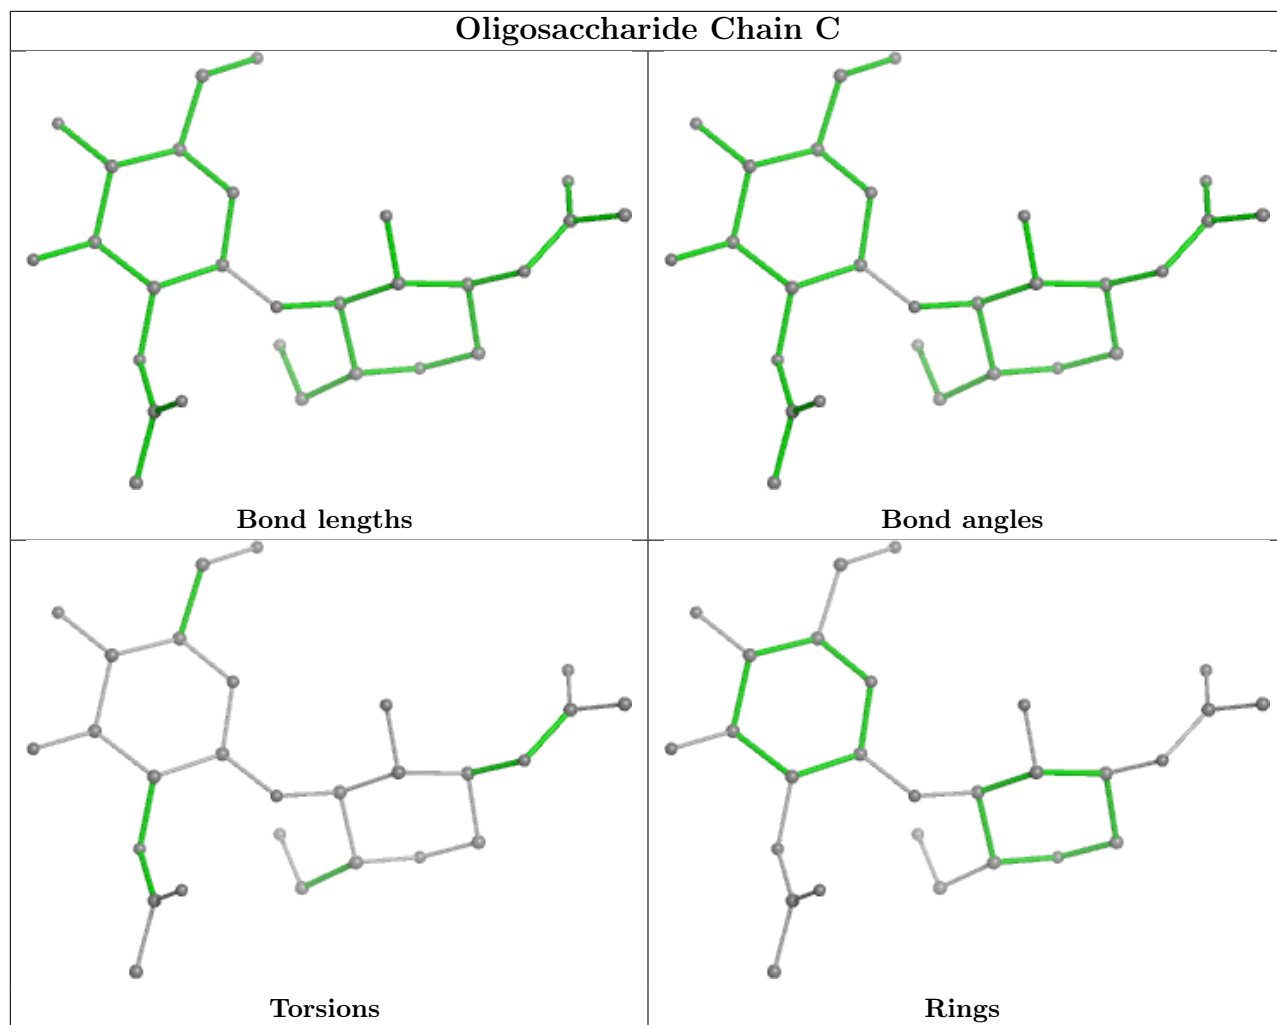 Oligosaccharide Chain C
Bond lengths
Bond angles
Torsions
Rings